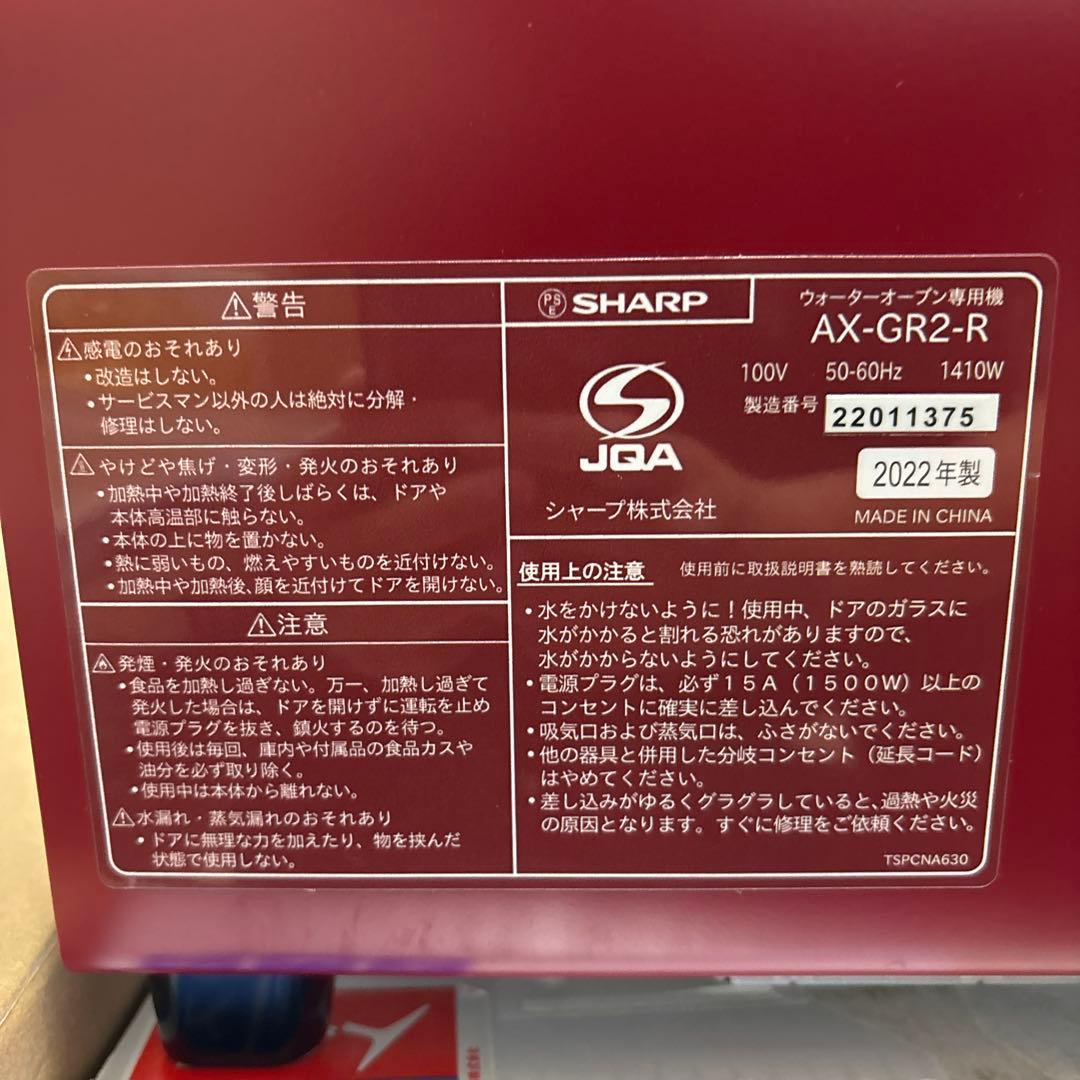 ⚠警告
感電のおそれあり
•改造はしない。
•サービスマン以外の人は絶対に分解・
修理はしない。
やけどや焦げ・変形・発火のおそれあり
•加熱中や加熱終了後しばらくは、ドアや
本体高温部に触らない。
•本体の上に物を置かない。
•熱に弱いもの、燃えやすいものを近付けない。
•加熱中や加熱後、顔を近付けてドアを開けない。
⚠注意
発煙・発火のおそれあり
•食品を加熱し過ぎない。万一、加熱し過ぎて
発火した場合は、ドアを開けずに運転を止め
電源プラグを抜き、鎮火するのを待つ。
•使用後は毎回、庫内や付属品の食品カスや
油分を必ず取り除く。
•使用中は本体から離れない。
⚠水漏れ・蒸気漏れのおそれあり
•ドアに無理な力を加えたり、物を挟んだ
状態で使用しない。
PSE SHARP
ウォーターオーブン専用機
AX-GR2-R
100V 50-60Hz 1410W
製造番号 22011375
2022年製
MADE IN CHINA
JQA
シャープ株式会社
使用上の注意 使用前に取扱説明書を熟読してください。
•水をかけないように！使用中、ドアのガラスに
水がかかると割れる恐れがありますので、
水がかからないようにしてください。
•電源プラグは、必ず15A（1500W）以上の
コンセントに確実に差し込んでください。
•吸気口および蒸気口は、ふさがないでください。
•他の器具と併用した分岐コンセント（延長コード）
はやめてください。
•差し込みがゆるくグラグラしていると、過熱や火災
の原因となります。すぐに修理をご依頼ください。
TSPCNA630